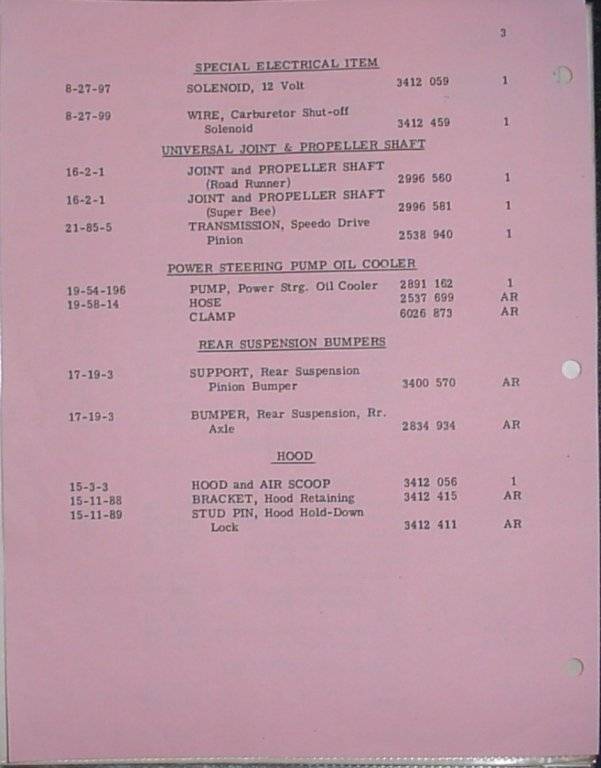 3
SPECIAL ELECTRICAL ITEM
8-27-97 SOLENOID, 12 Volt 3412 059 1
8-27-99 WIRE, Carburetor Shut-off
Solenoid 3412 459 1
UNIVERSAL JOINT & PROPELLER SHAFT
16-2-1 JOINT and PROPELLER SHAFT
(Road Runner) 2996 560 1
16-2-1 JOINT and PROPELLER SHAFT
(Super Bee) 2996 581 1
21-85-5 TRANSMISSION, Speedo Drive
Pinion 2538 940 1
POWER STEERING PUMP OIL COOLER
19-54-196 PUMP, Power Strg. Oil Cooler 2891 162 1
19-58-14 HOSE 2537 699 AR
CLAMP 6026 873 AR
REAR SUSPENSION BUMPERS
17-19-3 SUPPORT, Rear Suspension
Pinion Bumper 3400 570 AR
17-19-3 BUMPER, Rear Suspension, Rr.
Axle 2834 934 AR
HOOD
15-3-3 HOOD and AIR SCOOP 3412 056 1
15-11-88 BRACKET, Hood Retaining 3412 415 AR
15-11-89 STUD PIN, Hood Hold-Down
Lock 3412 411 AR